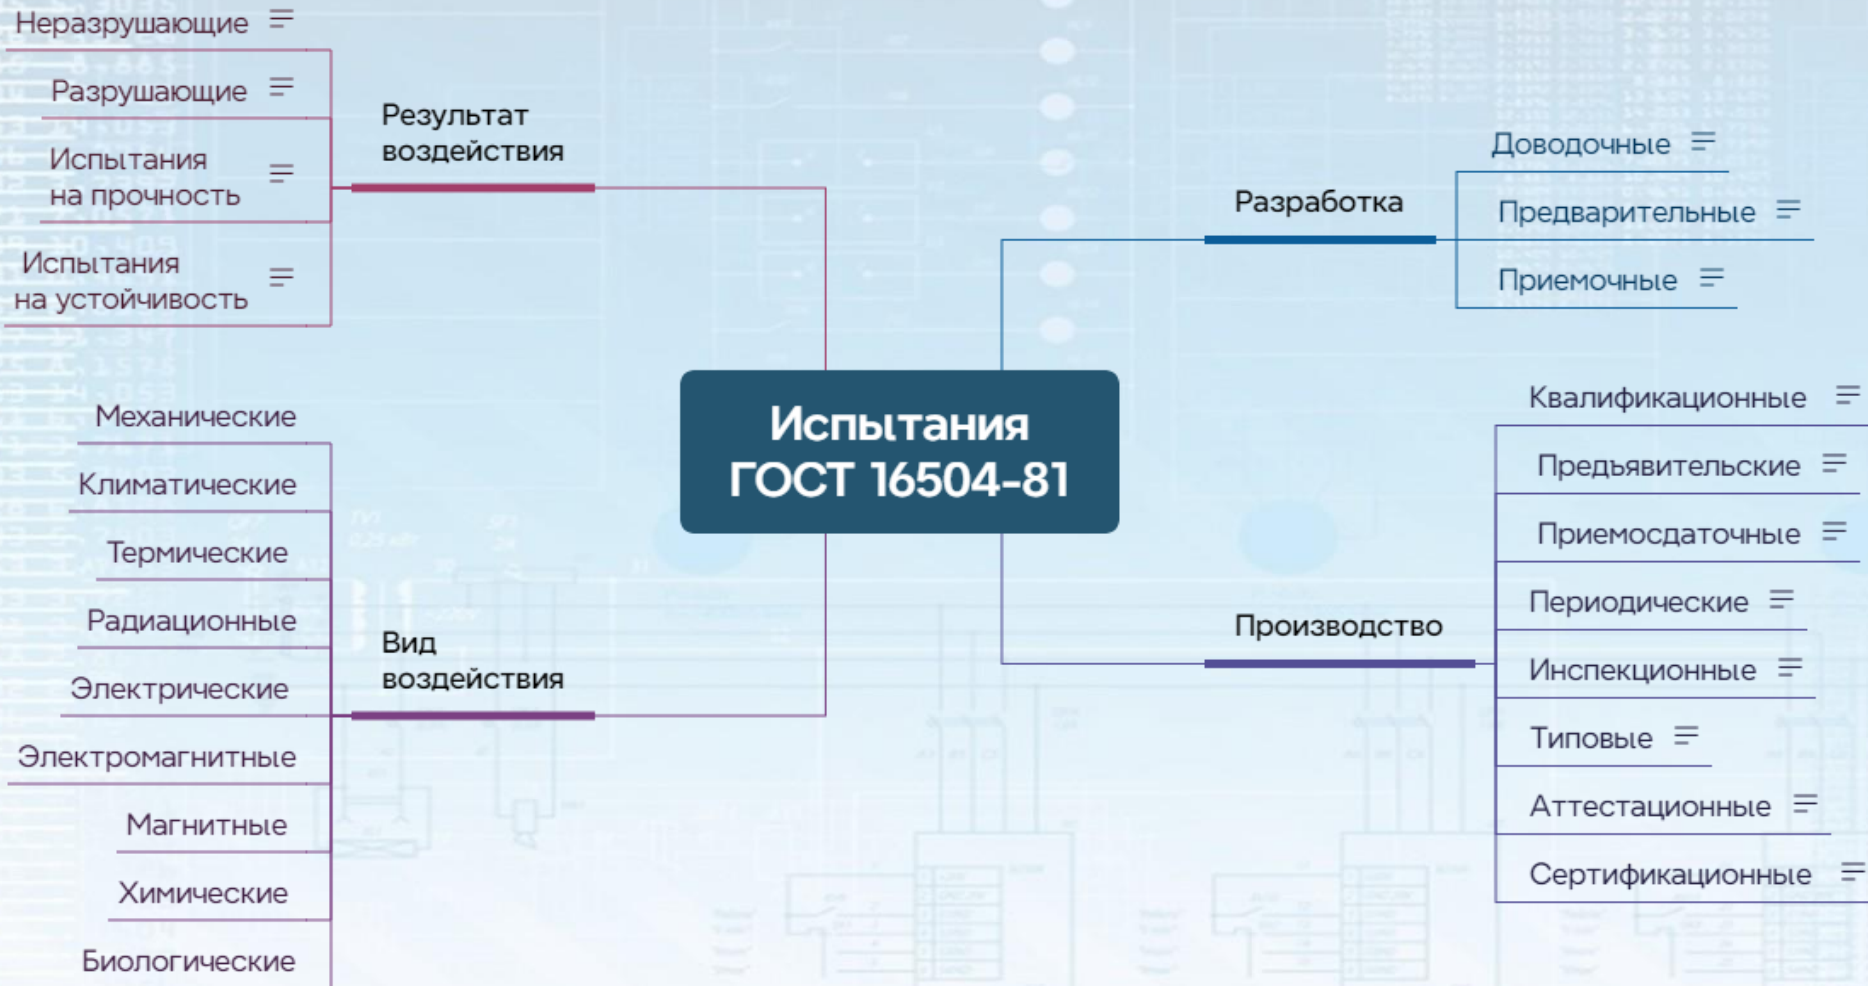 Неразрушающие
Разрушающие
Испытания
на прочность
Испытания
на устойчивость
Результат
воздействия
Механические
Климатические
Термические
Радиационные
Электрические
Электромагнитные
Магнитные
Химические
Биологические
Вид
воздействия
Испытания
ГОСТ 16504-81
Разработка
Доводочные
Предварительные
Приемочные
Производство
Квалификационные
Предъявительские
Приемосдаточные
Периодические
Инспекционные
Типовые
Аттестационные
Сертификационные